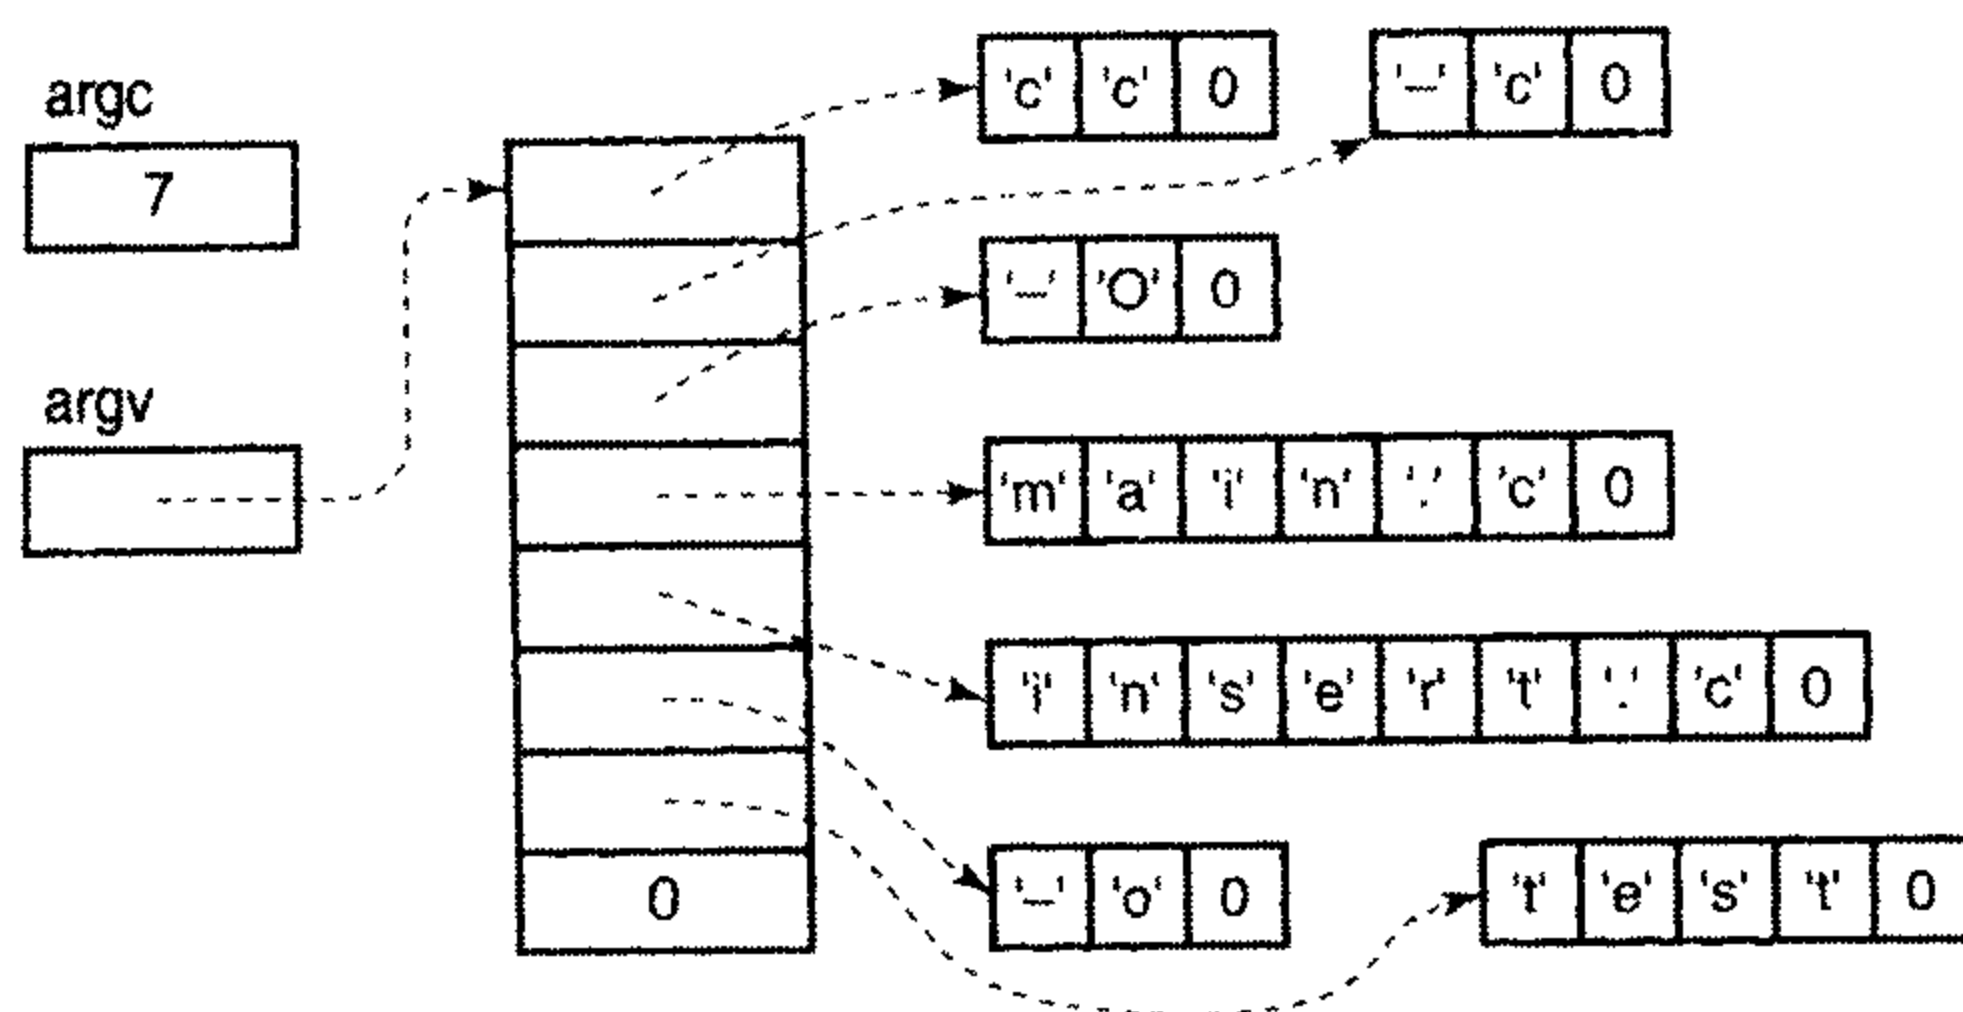 argc
7
argv
'c' 'c' 0
'–' 'c' 0
'–' 'O' 0
'm' 'a' 'i' 'n' '.' 'c' 0
'i' 'n' 's' 'e' 'r' 't' '.' 'c' 0
0
'–' 'o' 0
't' 'e' 's' 't' 0